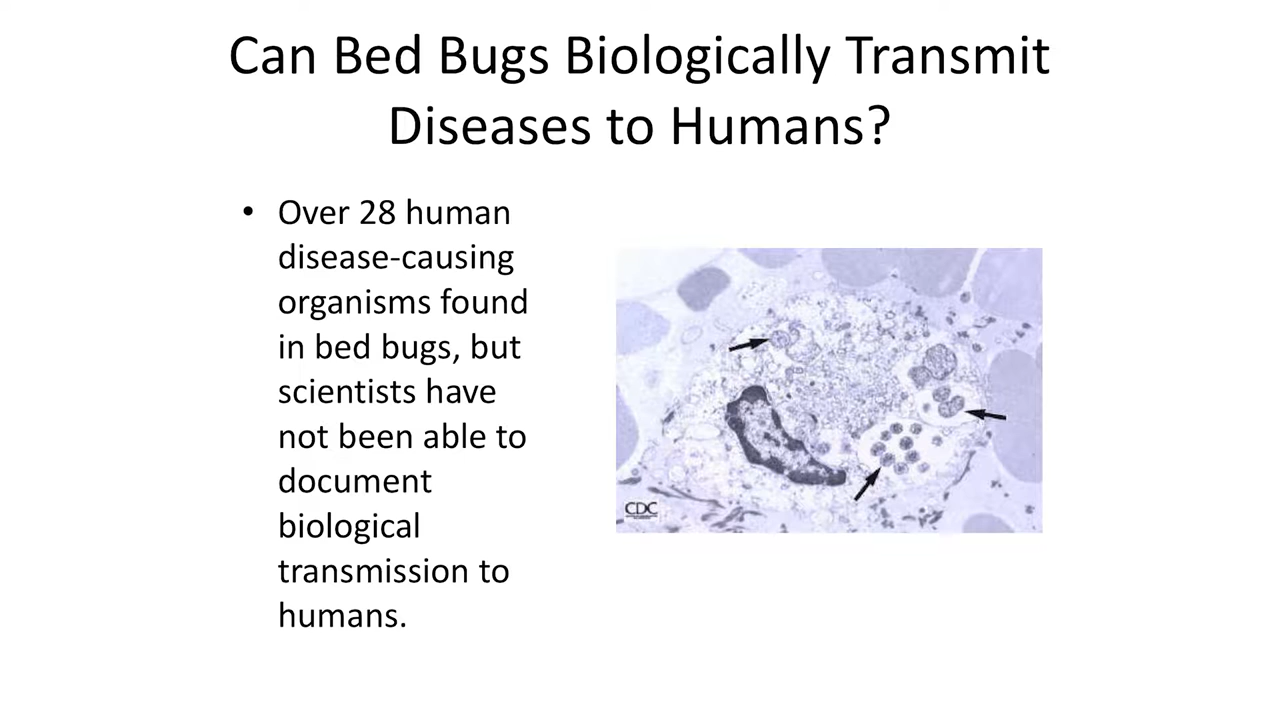 Can Bed Bugs Biologically Transmit
Diseases to Humans?
• Over 28 human
disease-causing
organisms found
in bed bugs, but
scientists have
not been able to
document
biological
transmission to
humans.
CDC